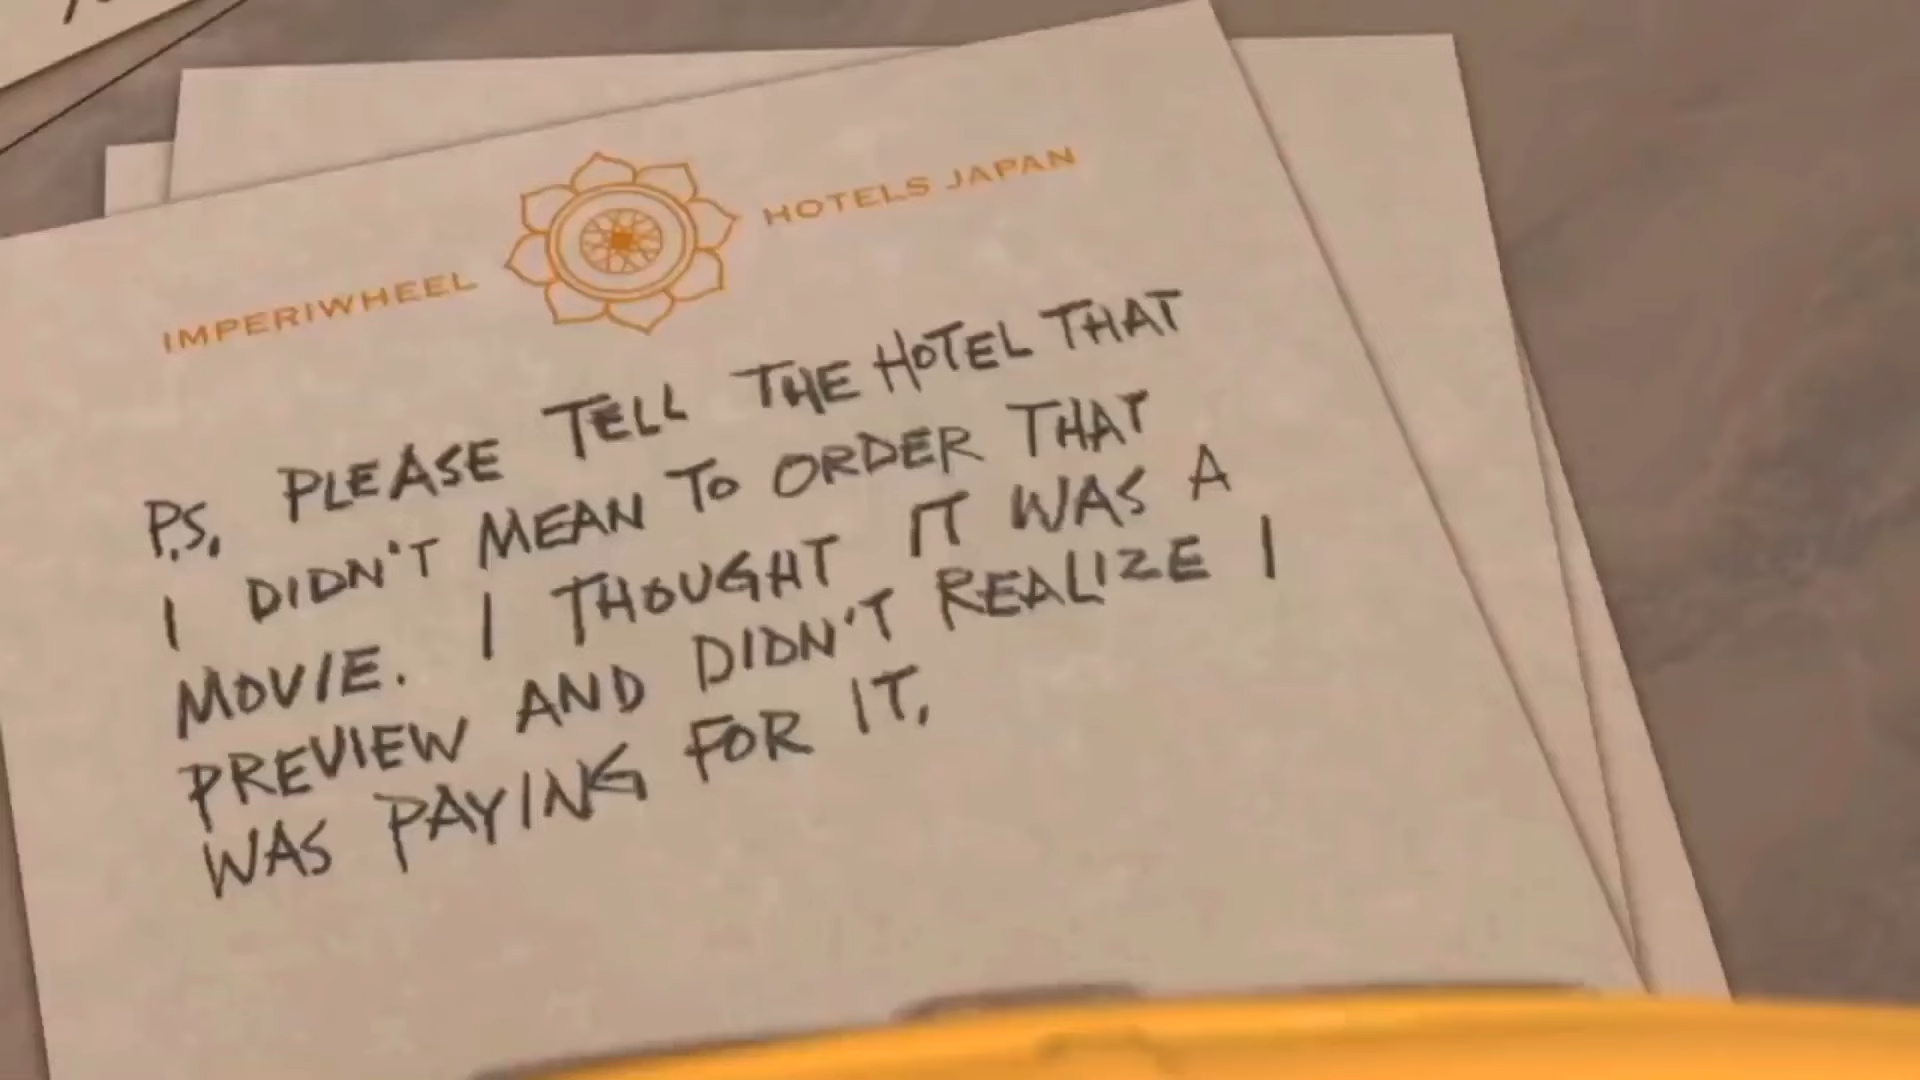 IMPERIWHEEL HOTELS JAPAN
P.S. PLEASE TELL THE HOTEL THAT
I DIDN'T MEAN TO ORDER THAT
MOVIE. I THOUGHT IT WAS A
PREVIEW AND DIDN'T REALIZE I
WAS PAYING FOR IT.